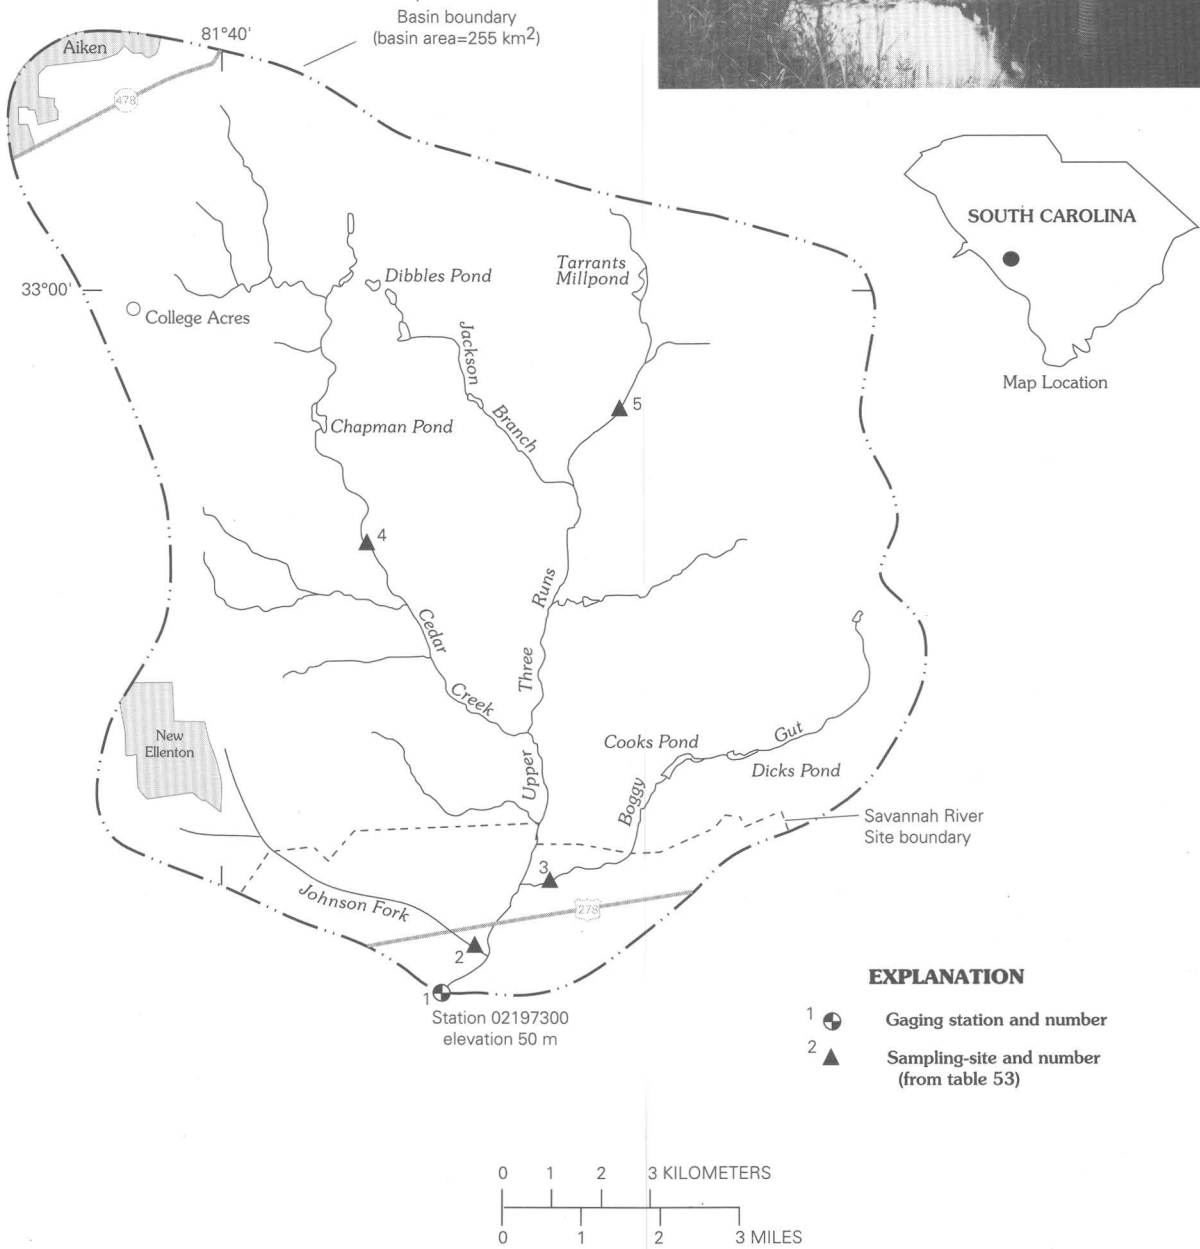 Basin boundary
(basin area=255 km2)
Aiken
81°40'
478
SOUTH CAROLINA
Map Location
Tarrants
Millpond
Dibbles Pond
33°00'
College Acres
Jackson
Branch
5
Chapman Pond
4
Cedar
Creek
Runs
Three
Upper
New
Ellenton
Cooks Pond
Gut
Dicks Pond
Boggy
Savannah River
Site boundary
3
Johnson Fork
278
2
1
Station 02197300
elevation 50 m
EXPLANATION
1 Gaging station and number
2 Sampling-site and number
(from table 53)
0 1 2 3 KILOMETERS
0 1 2 3 MILES